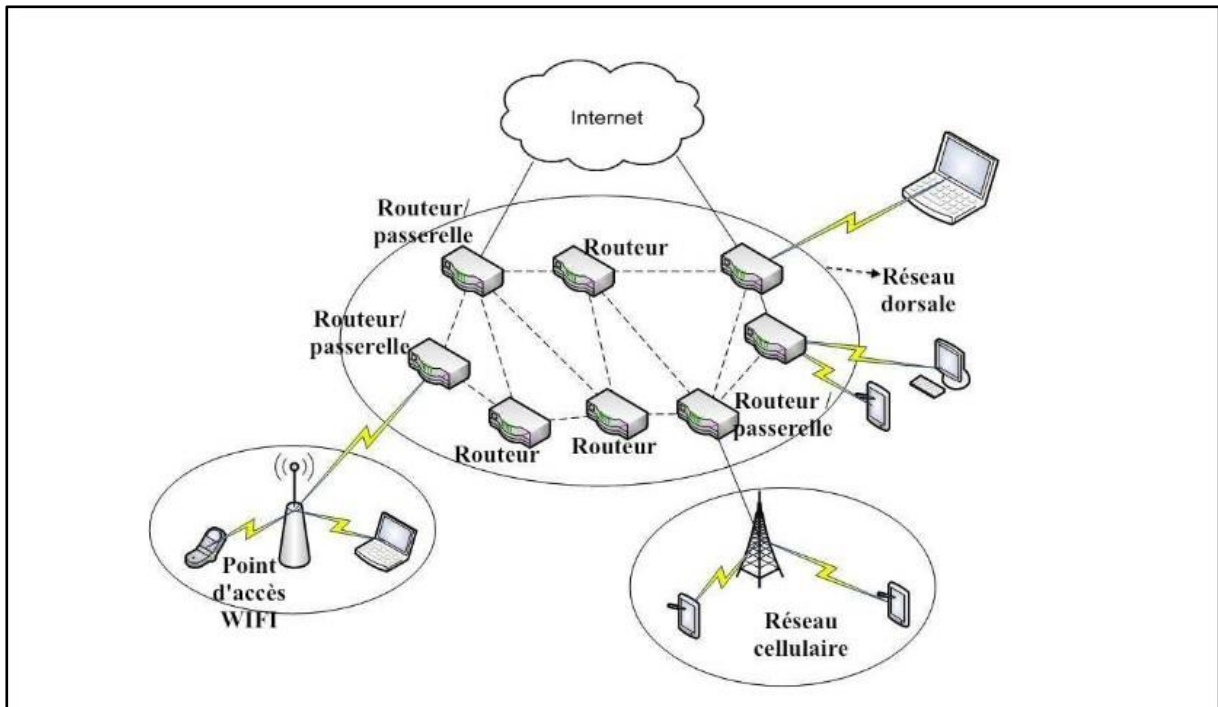 Internet
Routeur/
passerelle
Routeur
Réseau
dorsale
Routeur/
passerelle
Routeur
Routeur
Routeur /
passerelle
Point
d'accès
WIFI
Réseau
cellulaire